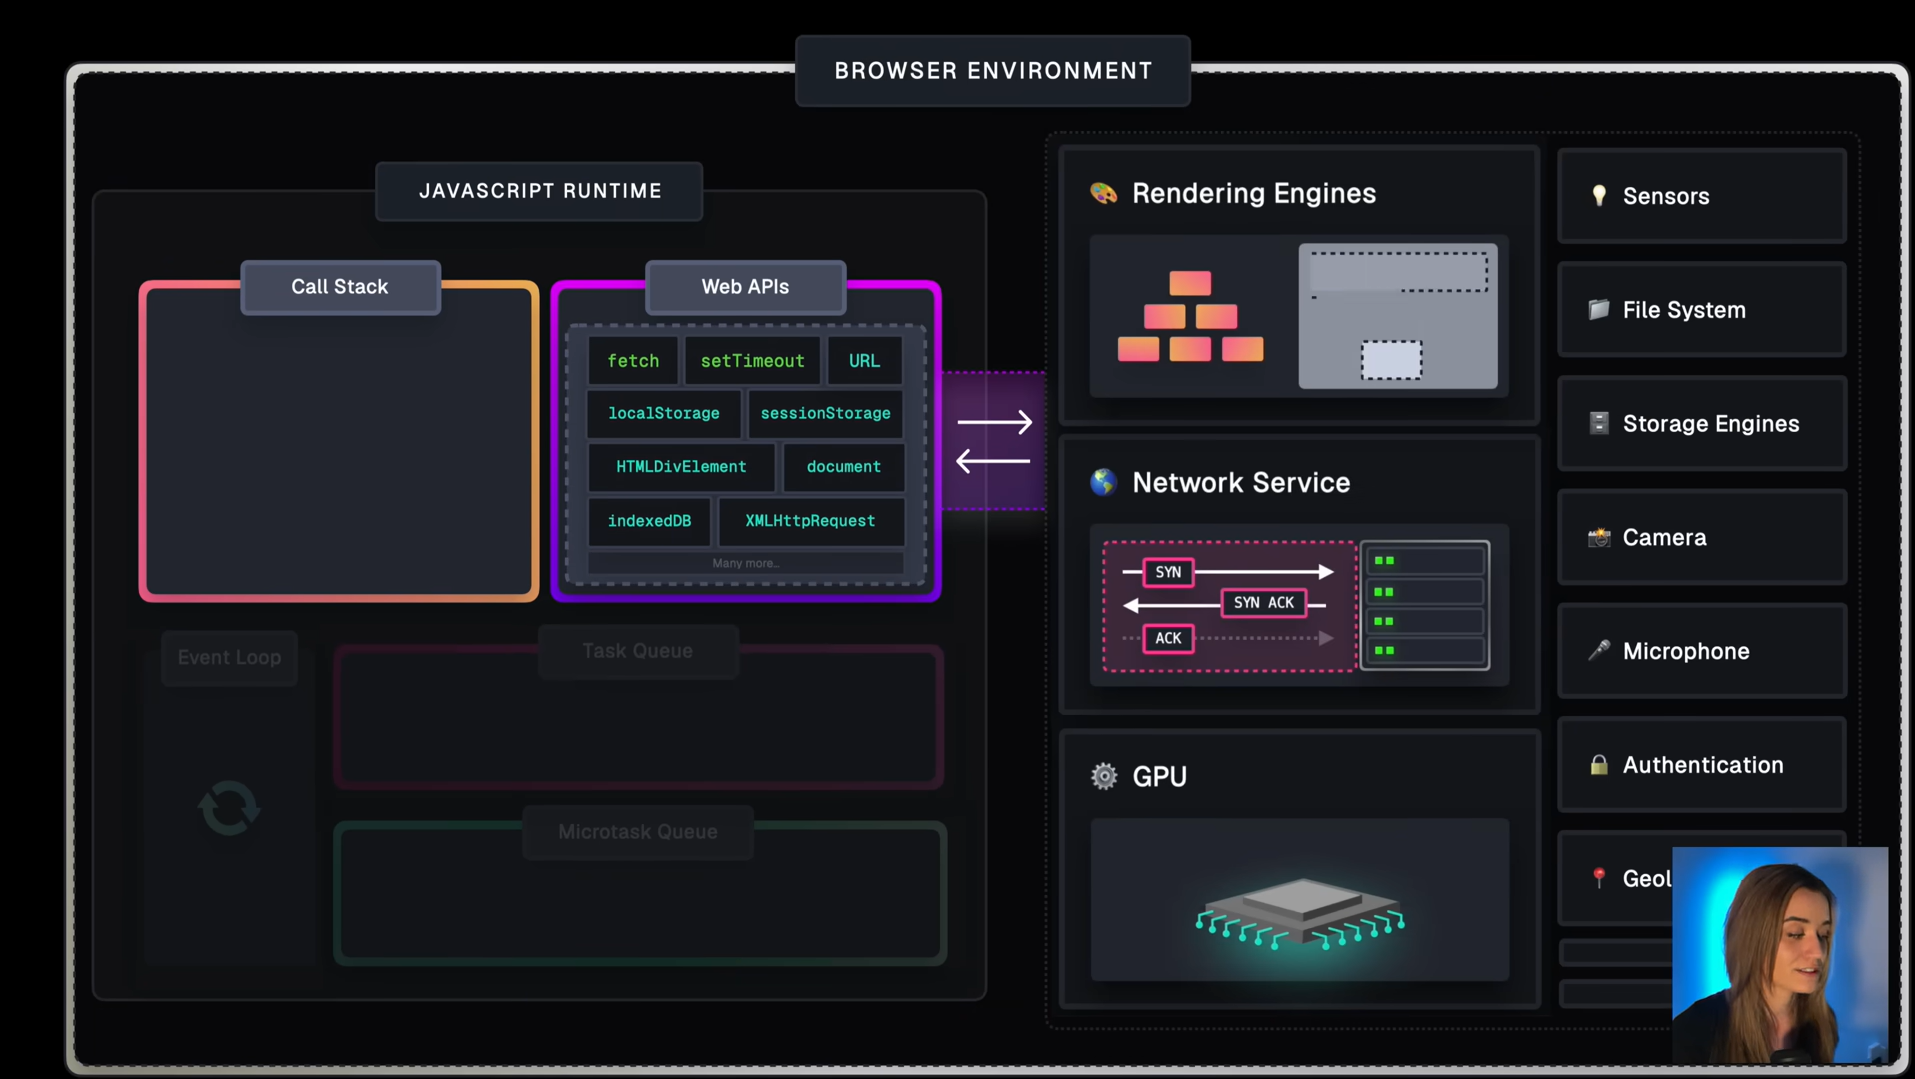 BROWSER ENVIRONMENT
JAVASCRIPT RUNTIME
Call Stack
Web APIs
fetch
setTimeout
URL
localStorage
sessionStorage
HTMLDivElement
document
indexedDB
XMLHttpRequest
Many more...
Event Loop
Task Queue
Microtask Queue
Rendering Engines
Network Service
SYN
SYN ACK
ACK
GPU
Sensors
File System
Storage Engines
Camera
Microphone
Authentication
Geol